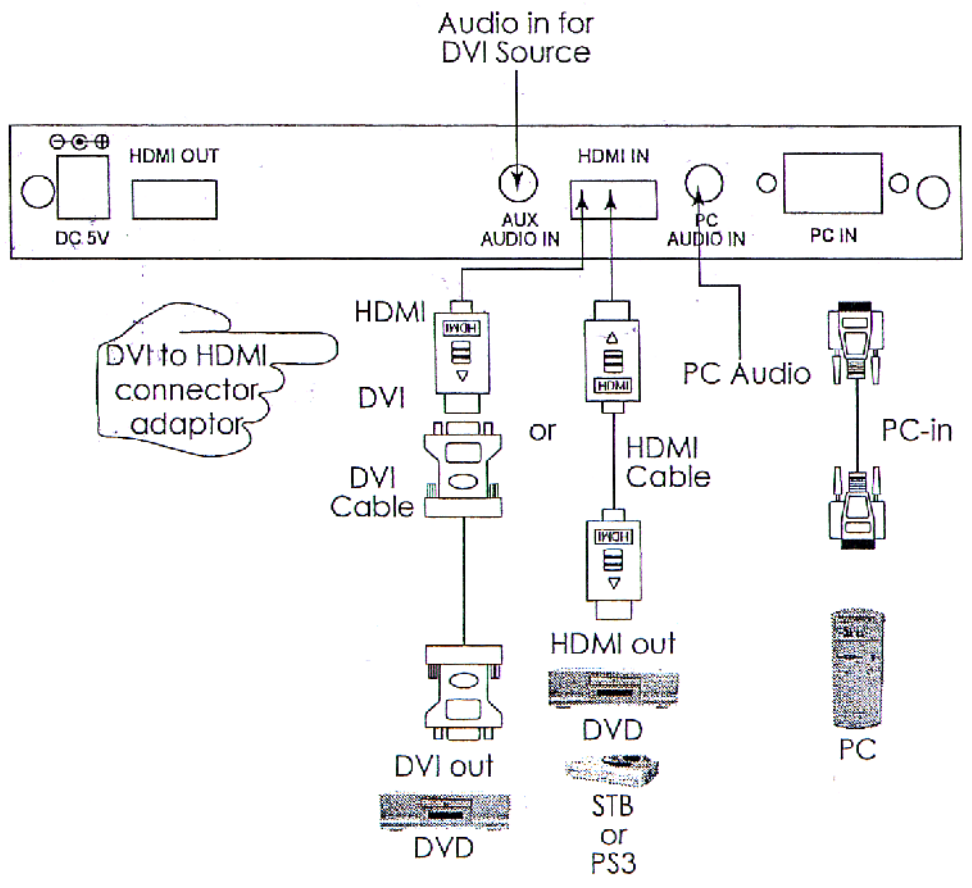 Audio in for
DVI Source
HDMI OUT
HDMI IN
DC 5V
AUX
AUDIO IN
PC
AUDIO IN
PC IN
HDMI
HDMI
DVI to HDMI
connector
adaptor
DVI
HDMI
PC Audio
or
PC-in
DVI
Cable
HDMI
Cable
HDMI
HDMI out
DVD
PC
DVI out
STB
or
PS3
DVD